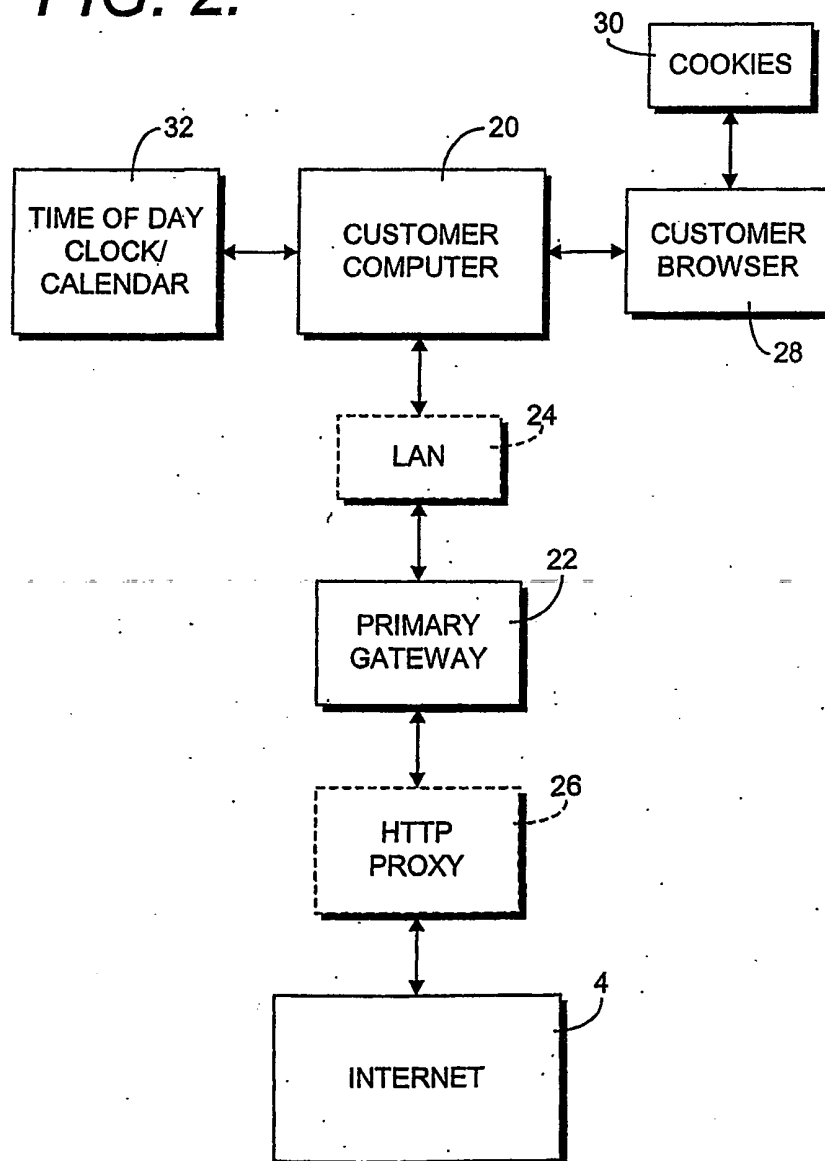 FIG. 2.
30
COOKIES
32
20
TIME OF DAY
CLOCK/
CALENDAR
CUSTOMER
COMPUTER
CUSTOMER
BROWSER
28
24
LAN
22
PRIMARY
GATEWAY
26
HTTP
PROXY
4
INTERNET